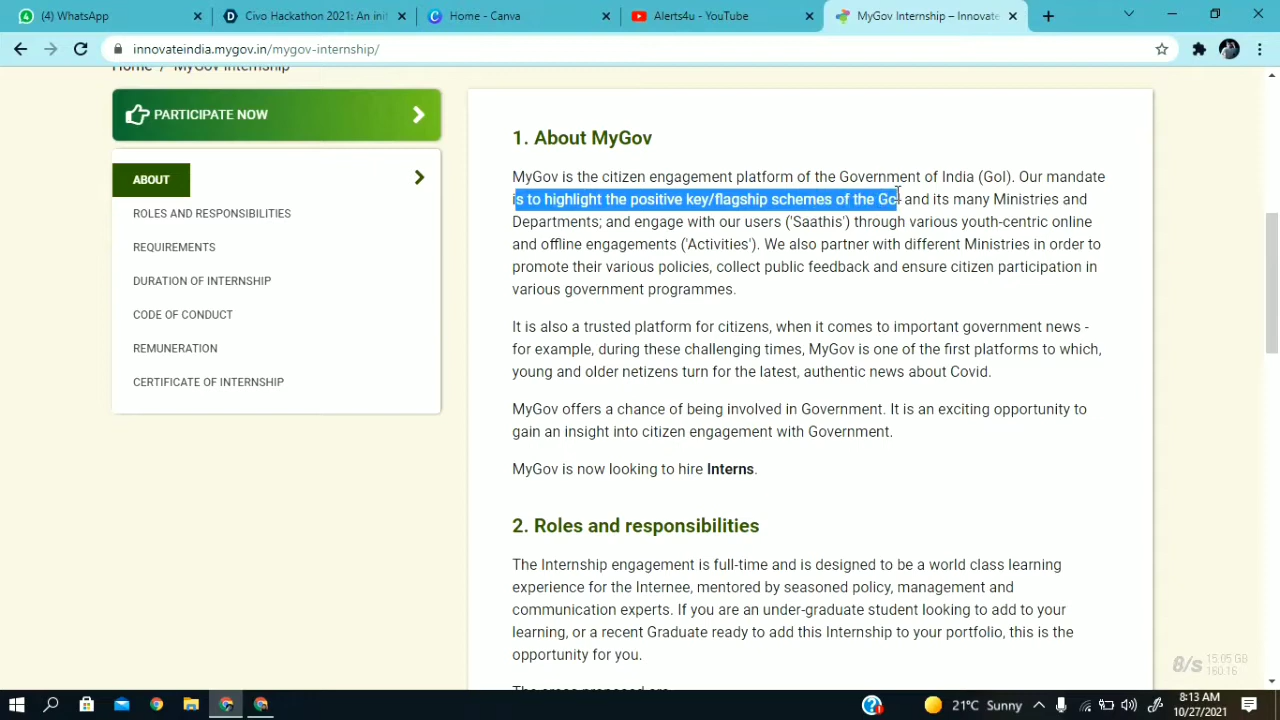 (4) WhatsApp
Civo Hackathon 2021: An ini
Home - Canva
Alerts4u - YouTube
MyGov Internship – Innovate
innovateindia.mygov.in/mygov-internship/
Home / MyGov Internship
PARTICIPATE NOW
ABOUT
ROLES AND RESPONSIBILITIES
REQUIREMENTS
DURATION OF INTERNSHIP
CODE OF CONDUCT
REMUNERATION
CERTIFICATE OF INTERNSHIP
1. About MyGov
MyGov is the citizen engagement platform of the Government of India (GoI). Our mandate
is to highlight the positive key/flagship schemes of the GoI and its many Ministries and
Departments; and engage with our users ('Saathis') through various youth-centric online
and offline engagements ('Activities'). We also partner with different Ministries in order to
promote their various policies, collect public feedback and ensure citizen participation in
various government programmes.
It is also a trusted platform for citizens, when it comes to important government news -
for example, during these challenging times, MyGov is one of the first platforms to which,
young and older netizens turn for the latest, authentic news about Covid.
MyGov offers a chance of being involved in Government. It is an exciting opportunity to
gain an insight into citizen engagement with Government.
MyGov is now looking to hire Interns.
2. Roles and responsibilities
The Internship engagement is full-time and is designed to be a world class learning
experience for the Internee, mentored by seasoned policy, management and
communication experts. If you are an under-graduate student looking to add to your
learning, or a recent Graduate ready to add this Internship to your portfolio, this is the
opportunity for you.
The areas proposed are
8/s 15.05 GB
160:16
21°C Sunny
8:13 AM
10/27/2021